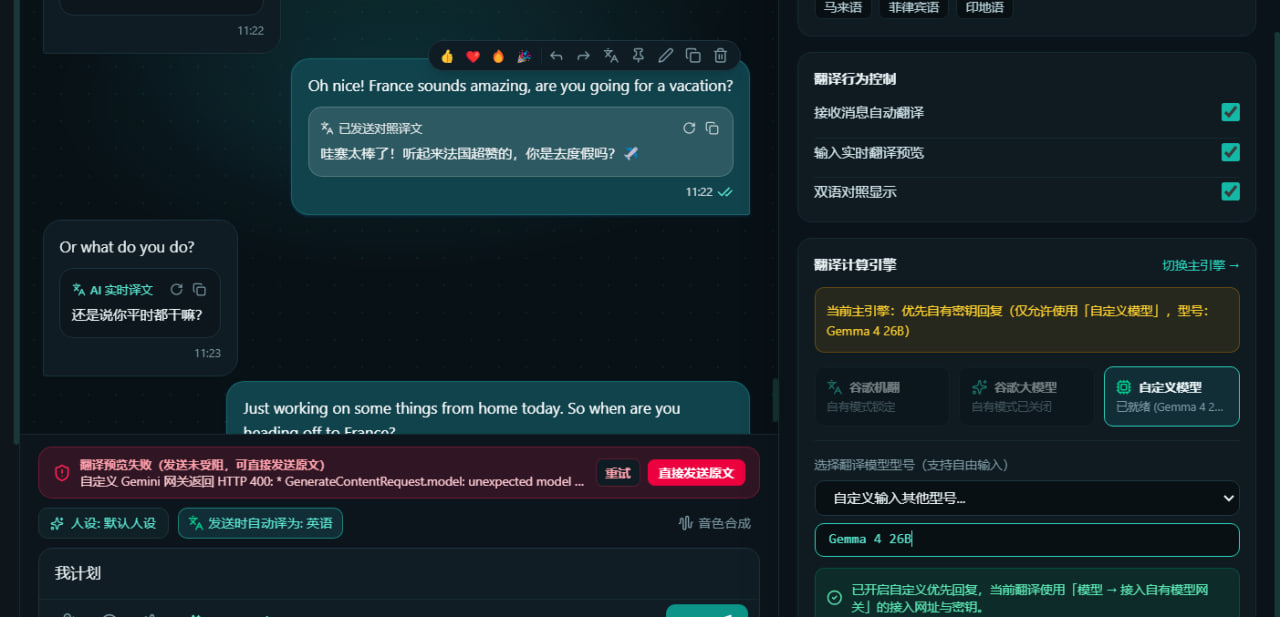 11:22
Oh nice! France sounds amazing, are you going for a vacation?
已发送对照译文
哇塞太棒了！听起来法国超赞的，你是去度假吗？
11:22
Or what do you do?
AI 实时译文
还是说你平时都干嘛？
11:23
Just working on some things from home today. So when are you
heading off to France?
翻译预览失败（发送未受阻，可直接发送原文）
自定义 Gemini 网关返回 HTTP 400: * GenerateContentRequest.model: unexpected model ...
重试
直接发送原文
人设: 默认人设
发送时自动译为: 英语
音色合成
我计划
马来语
菲律宾语
印地语
翻译行为控制
接收消息自动翻译
输入实时翻译预览
双语对照显示
翻译计算引擎
切换主引擎 →
当前主引擎：优先自有密钥回复（仅允许使用「自定义模型」，型号：
Gemma 4 26B）
谷歌机翻
自有模式锁定
谷歌大模型
自有模式已关闭
自定义模型
已就绪 (Gemma 4 2...
选择翻译模型型号（支持自由输入）
自定义输入其他型号...
Gemma 4 26B
已开启自定义优先回复，当前翻译使用「模型 → 接入自有模型网
关」的接入网址与密钥。